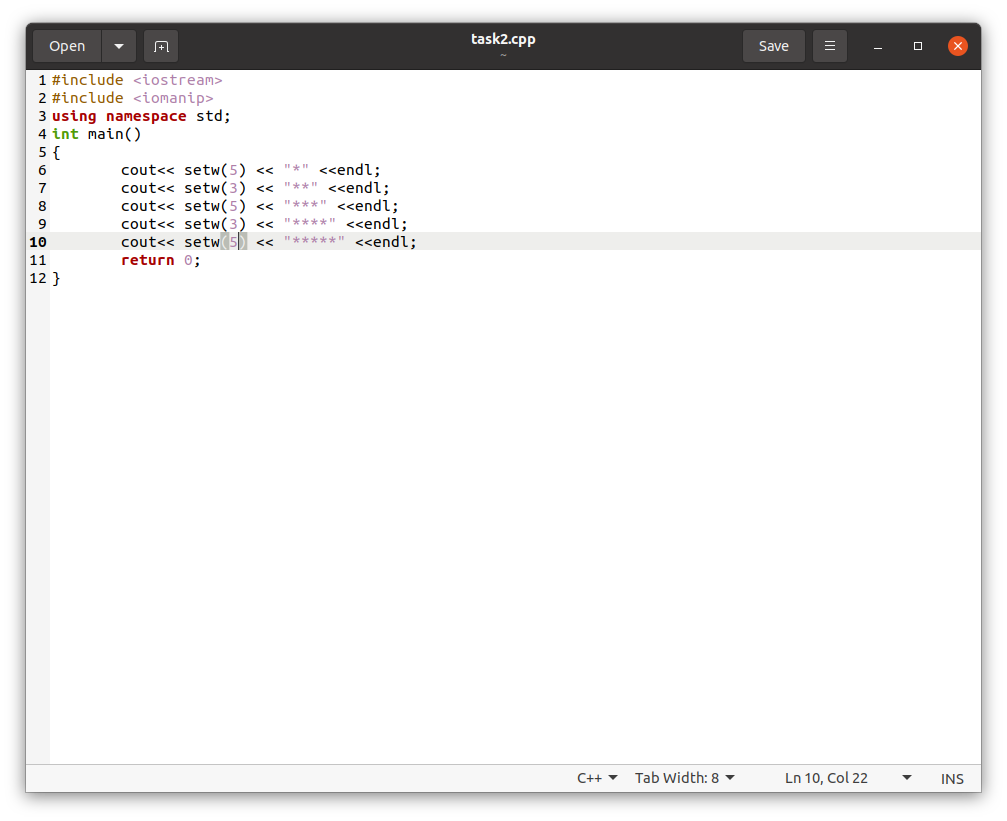 Open
task2.cpp
~
Save
1 #include <iostream>
2 #include <iomanip>
3 using namespace std;
4 int main()
5 {
6 cout<< setw(5) << "*" <<endl;
7 cout<< setw(3) << "**" <<endl;
8 cout<< setw(5) << "***" <<endl;
9 cout<< setw(3) << "****" <<endl;
10 cout<< setw(5) << "*****" <<endl;
11 return 0;
12 }
C++ Tab Width: 8 Ln 10, Col 22 INS